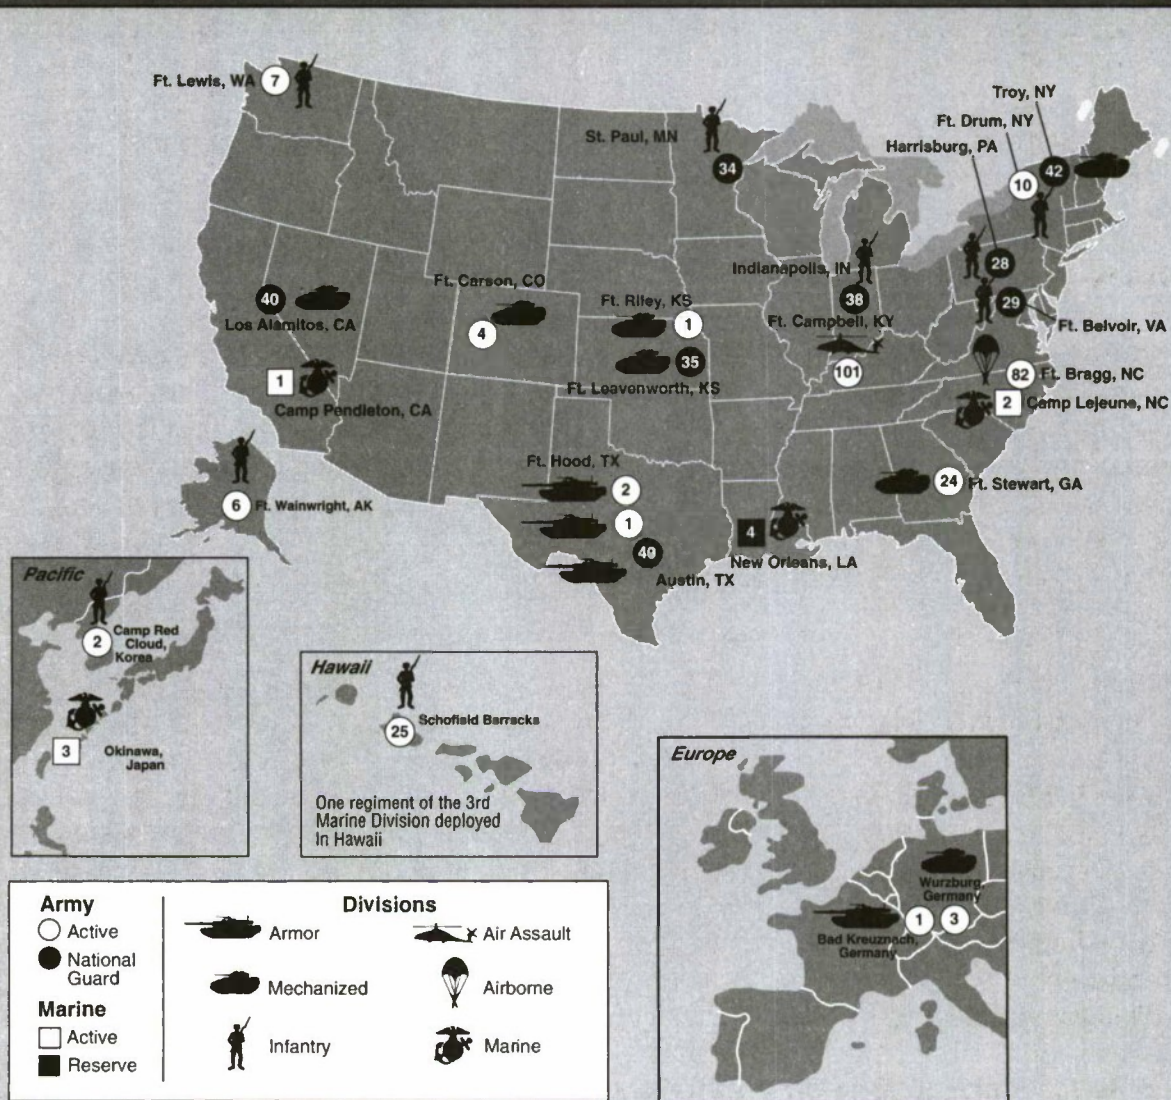 Troy, NY
Ft. Drum, NY
Harrisburg, PA
Ft. Lewis, WA 7
St. Paul, MN
34
10 42
28
Indianapolis, IN
38
29
Ft. Belvoir, VA
40
Los Alamitos, CA
Ft. Carson, CO
4
Ft. Riley, KS
1
35
Ft. Leavenworth, KS
Ft. Campbell, KY
101
82 Ft. Bragg, NC
2 Camp Lejeune, NC
1
Camp Pendleton, CA
6 Ft. Wainwright, AK
Ft. Hood, TX
2
1
49
Austin, TX
4
New Orleans, LA
24 Ft. Stewart, GA
Pacific
2
Camp Red
Cloud,
Korea
3
Okinawa,
Japan
Hawaii
25
Schofield Barracks
One regiment of the 3rd
Marine Division deployed
in Hawaii
Europe
Wurzburg,
Germany
1 3
Bad Kreuznach,
Germany
Army
Active
National
Guard
Marine
Active
Reserve
Divisions
Armor
Air Assault
Mechanized
Airborne
Infantry
Marine